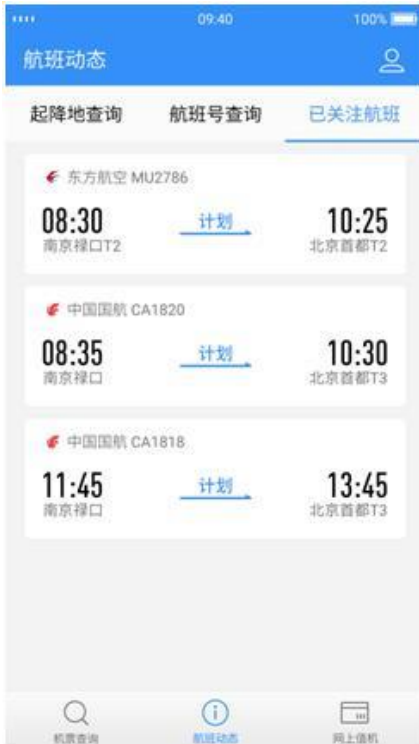 09:40 100%
航班动态
起降地查询 航班号查询 已关注航班
东方航空 MU2786
08:30 计划 10:25
南京禄口T2 北京首都T2
中国国航 CA1820
08:35 计划 10:30
南京禄口 北京首都T3
中国国航 CA1818
11:45 计划 13:45
南京禄口 北京首都T3
机票查询 航班动态 网上值机